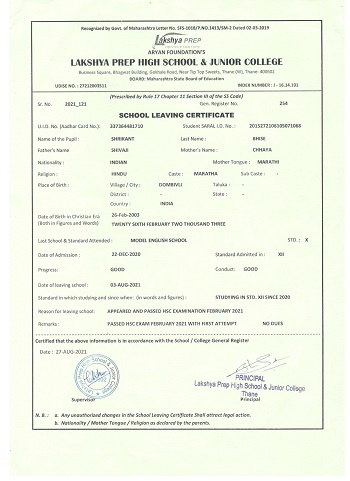 Recognized by Govt. of Maharashtra Letter No. SFS-1018/P.NO.1413/SM-2 Dated 02-03-2019
Lakshya PREP
ARYAN FOUNDATION'S
LAKSHYA PREP HIGH SCHOOL & JUNIOR COLLEGE
Business Square, Bhagwat Building, Gokhale Road, Near Tip Top Sweets, Thane (W), Thane. 400602
BOARD: Maharashtra State Board of Education
UDISE NO : 27212003511 INDEX NUMBER: J - 16.14.101
(Prescribed by Rule 17 Chapter 11 Section III of the SS Code)
Sr. No. 2021_121 Gen. Register No. 254
SCHOOL LEAVING CERTIFICATE
U.I.D. No. (Aadhar Card No.): 337364481710 Student SARAL I.D. No. : 2015272106105071068
Name of the Pupil : SHRIKANT Last Name : BHISE
Father's Name SHIVAJI Mother's Name : CHHAYA
Nationality : INDIAN Mother Tongue : MARATHI
Religion : HINDU Caste : MARATHA Sub Caste : -
Place of Birth : Village / City : DOMBIVLI Taluka : -
District : - State : -
Country : INDIA
Date of Birth in Christian Era 26-Feb-2003
(Both in Figures and Words) TWENTY SIXTH FEBRUARY TWO THOUSAND THREE
Last School & Standard Attended : MODEL ENGLISH SCHOOL STD. : X
Date of Admission : 22-DEC-2020 Standard Admitted in : XII
Progress: GOOD Conduct: GOOD
Date of leaving school : 03-AUG-2021
Standard in which studying and since when: (in words and figures) : STUDYING IN STD. XII SINCE 2020
Reason for leaving school: APPEARED AND PASSED HSC EXAMINATION FEBRUARY 2021
Remarks : PASSED HSC EXAM FEBRUARY 2021 WITH FIRST ATTEMPT NO DUES
Certified that the above information is in accordance with the School / College General Register
Date : 27-AUG-2021
PRINCIPAL
Lakshya Prep High School & Junior College
Thane
Supervisor Principal
N. B. : a. Any unauthorized changes in the School Leaving Certificate Shall attract legal action.
b. Nationality / Mother Tongue / Religion as declared by the parents.